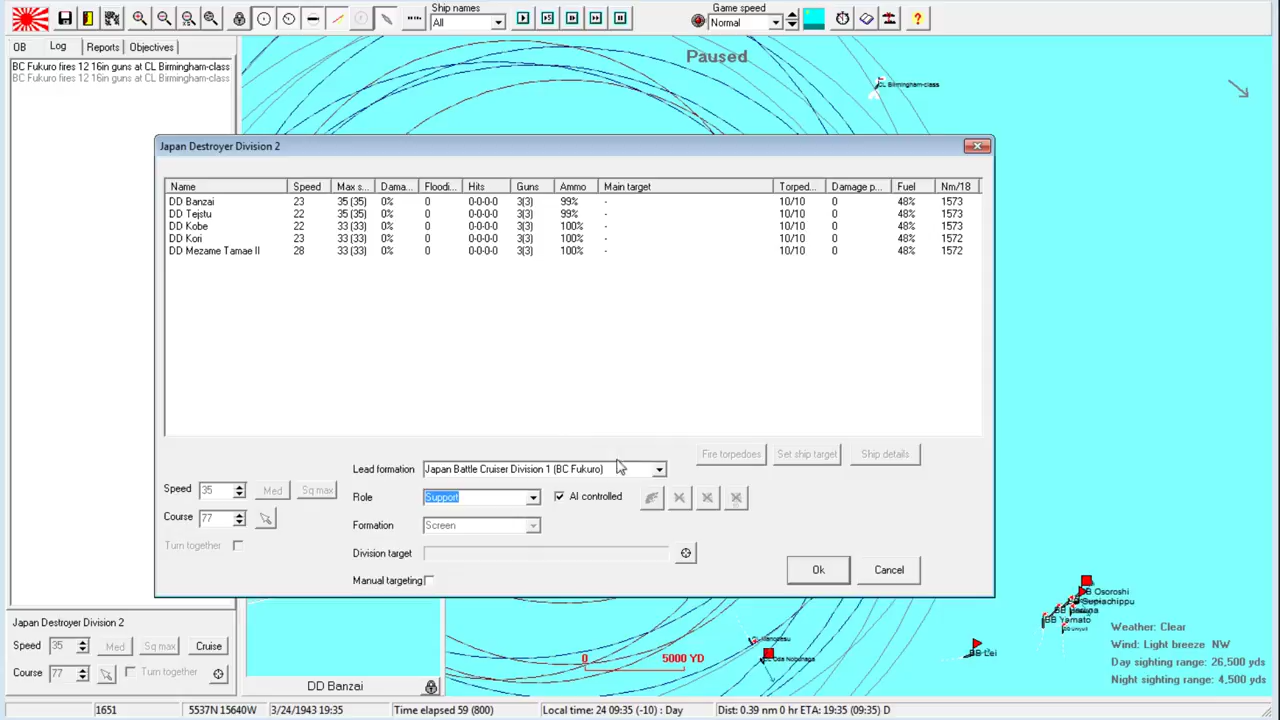 Ship names
All
Game speed
Normal
OB Log Reports Objectives
BC Fukuro fires 12 16in guns at CL Birmingham-class
BC Fukuro fires 12 16in guns at CL Birmingham-class
Paused
CL Birmingham-class
Japan Destroyer Division 2
Name Speed Max s... Dama... Floodi... Hits Guns Ammo Main target Torped... Damage p... Fuel Nm/18
DD Banzai 23 35 (35) 0% 0 0-0-0-0 3(3) 99% - 10/10 0 48% 1573
DD Tejstu 22 35 (35) 0% 0 0-0-0-0 3(3) 99% - 10/10 0 48% 1573
DD Kobe 22 33 (33) 0% 0 0-0-0-0 3(3) 100% - 10/10 0 48% 1573
DD Kori 23 33 (33) 0% 0 0-0-0-0 3(3) 100% - 10/10 0 48% 1572
DD Mezame Tamae II 28 33 (33) 0% 0 0-0-0-0 3(3) 100% - 10/10 0 48% 1572
Fire torpedoes Set ship target Ship details
Lead formation Japan Battle Cruiser Division 1 (BC Fukuro)
Speed 35 Med Sq max
Role Support AI controlled
Course 77
Formation Screen
Turn together
Division target
Manual targeting
Ok Cancel
Osoroshi
Yamato
BB Lei
CL Oda Nobunaga
0 5000 YD
Weather: Clear
Wind: Light breeze NW
Day sighting range: 26,500 yds
Night sighting range: 4,500 yds
Japan Destroyer Division 2
Speed 35 Med Sq max Cruise
Course 77 Turn together
DD Banzai
1651 5537N 15640W 3/24/1943 19:35 Time elapsed 59 (800) Local time: 24 09:35 (-10) : Day Dist: 0.39 nm 0 hr ETA: 19:35 (09:35) D